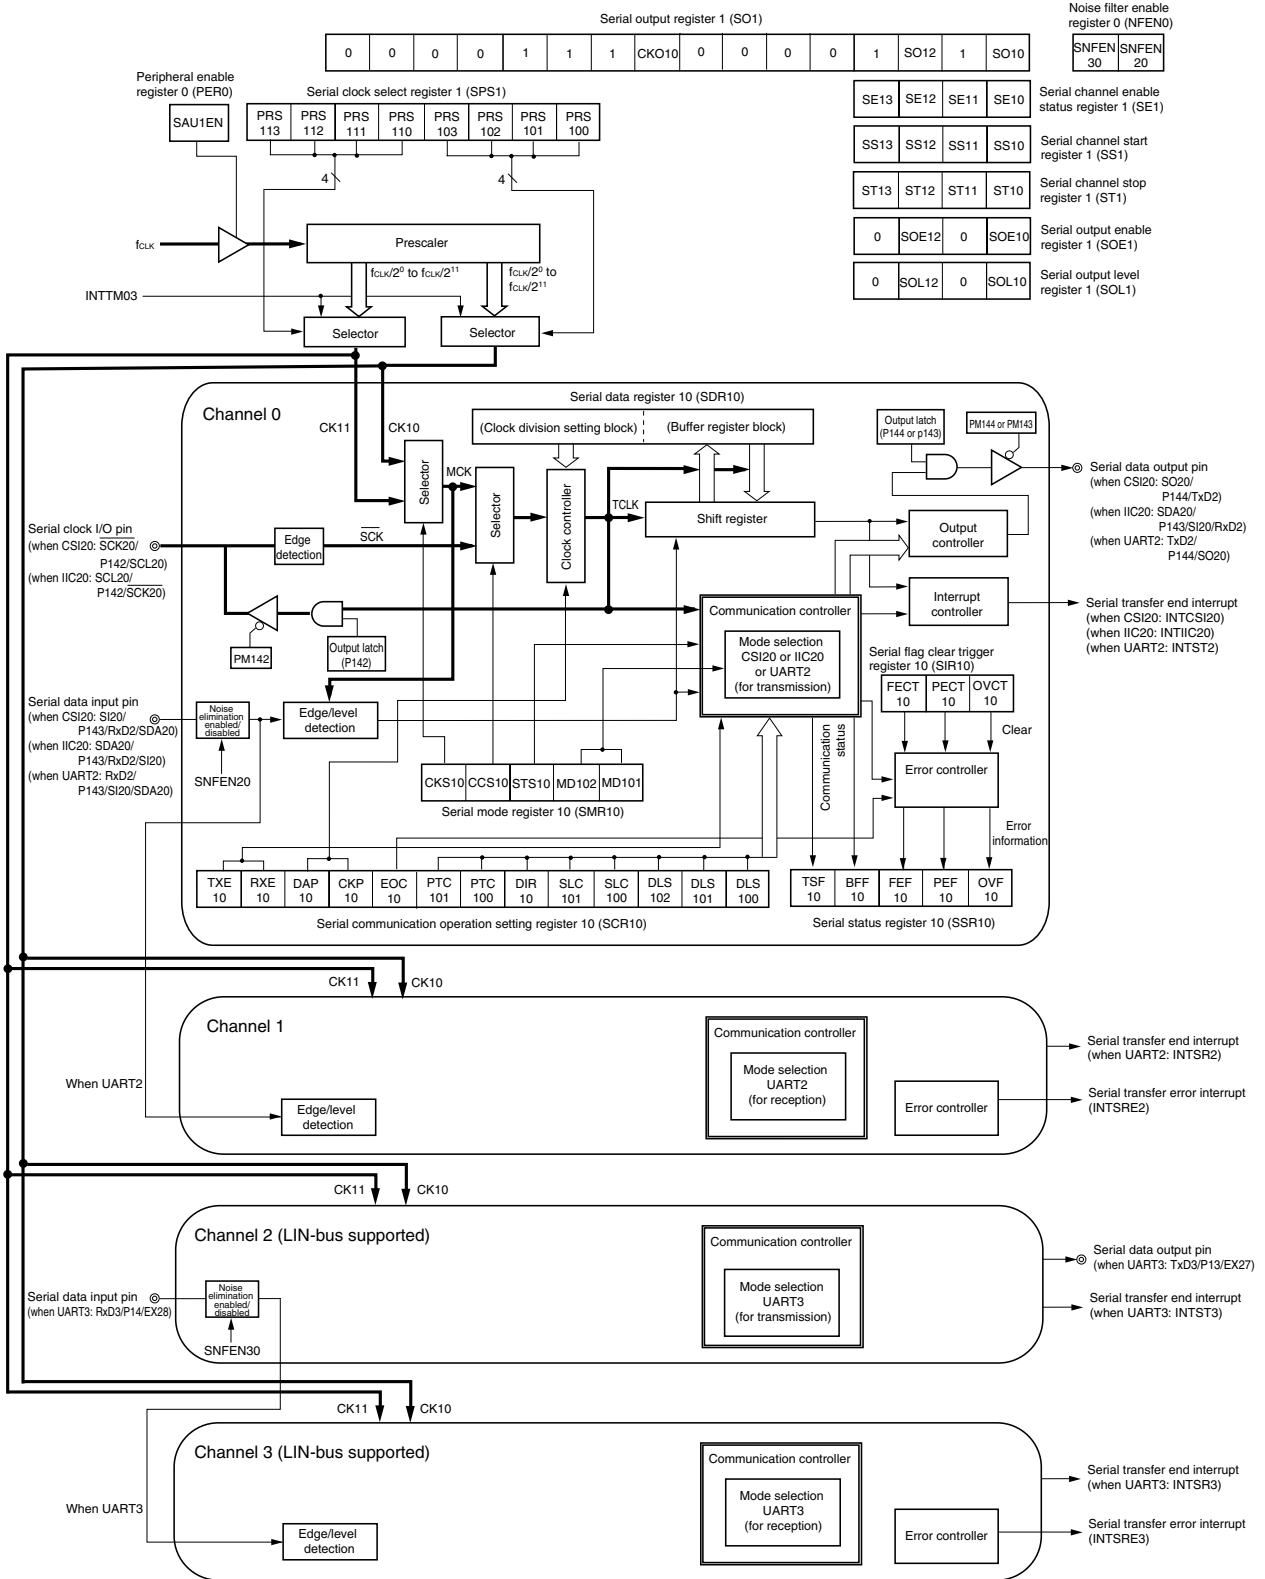 Serial output register 1 (SO1)
0 0 0 0 1 1 1 CKO10 0 0 0 0 1 SO12 1 SO10
Noise filter enable
register 0 (NFEN0)
SNFEN SNFEN
30 20
Peripheral enable
register 0 (PER0)
SAU1EN
Serial clock select register 1 (SPS1)
PRS PRS PRS PRS PRS PRS PRS PRS
113 112 111 110 103 102 101 100
4
4
SE13 SE12 SE11 SE10
Serial channel enable
status register 1 (SE1)
SS13 SS12 SS11 SS10
Serial channel start
register 1 (SS1)
ST13 ST12 ST11 ST10
Serial channel stop
register 1 (ST1)
0 SOE12 0 SOE10
Serial output enable
register 1 (SOE1)
0 SOL12 0 SOL10
Serial output level
register 1 (SOL1)
fCLK
Prescaler
fCLK/2⁰ to fCLK/2¹¹
fCLK/2⁰ to
fCLK/2¹¹
INTTM03
Selector
Selector
Channel 0
CK11
CK10
Serial data register 10 (SDR10)
(Clock division setting block)
(Buffer register block)
Selector
MCK
Selector
Clock controller
TCLK
Shift register
Output latch
(P144 or p143)
PM144 or PM143
Serial data output pin
(when CSI20: SO20/
P144/TxD2)
(when IIC20: SDA20/
P143/SI20/RxD2)
(when UART2: TxD2/
P144/SO20)
Output
controller
Serial clock I/O pin
(when CSI20: SCK20/
P142/SCL20)
(when IIC20: SCL20/
P142/SCK20)
Edge
detection
SCK
PM142
Output latch
(P142)
Communication controller
Mode selection
CSI20 or IIC20
or UART2
(for transmission)
Interrupt
controller
Serial transfer end interrupt
(when CSI20: INTCSI20)
(when IIC20: INTIIC20)
(when UART2: INTST2)
Serial flag clear trigger
register 10 (SIR10)
FECT PECT OVCT
10 10 10
Clear
Serial data input pin
(when CSI20: SI20/
P143/RxD2/SDA20)
(when IIC20: SDA20/
P143/RxD2/SI20)
(when UART2: RxD2/
P143/SI20/SDA20)
Noise
elimination
enabled/
disabled
SNFEN20
Edge/level
detection
CKS10 CCS10 STS10 MD102 MD101
Serial mode register 10 (SMR10)
Communication
status
Error controller
Error
information
TXE RXE DAP CKP EOC PTC PTC DIR SLC SLC DLS DLS DLS
10 10 10 10 10 101 100 10 101 100 102 101 100
Serial communication operation setting register 10 (SCR10)
TSF BFF FEF PEF OVF
10 10 10 10 10
Serial status register 10 (SSR10)
CK11
CK10
Channel 1
When UART2
Edge/level
detection
Communication controller
Mode selection
UART2
(for reception)
Error controller
Serial transfer end interrupt
(when UART2: INTSR2)
Serial transfer error interrupt
(INTSRE2)
CK11
CK10
Channel 2 (LIN-bus supported)
Serial data input pin
(when UART3: RxD3/P14/EX28)
Noise
elimination
enabled/
disabled
SNFEN30
Communication controller
Mode selection
UART3
(for transmission)
Serial data output pin
(when UART3: TxD3/P13/EX27)
Serial transfer end interrupt
(when UART3: INTST3)
CK11
CK10
Channel 3 (LIN-bus supported)
When UART3
Edge/level
detection
Communication controller
Mode selection
UART3
(for reception)
Error controller
Serial transfer end interrupt
(when UART3: INTSR3)
Serial transfer error interrupt
(INTSRE3)